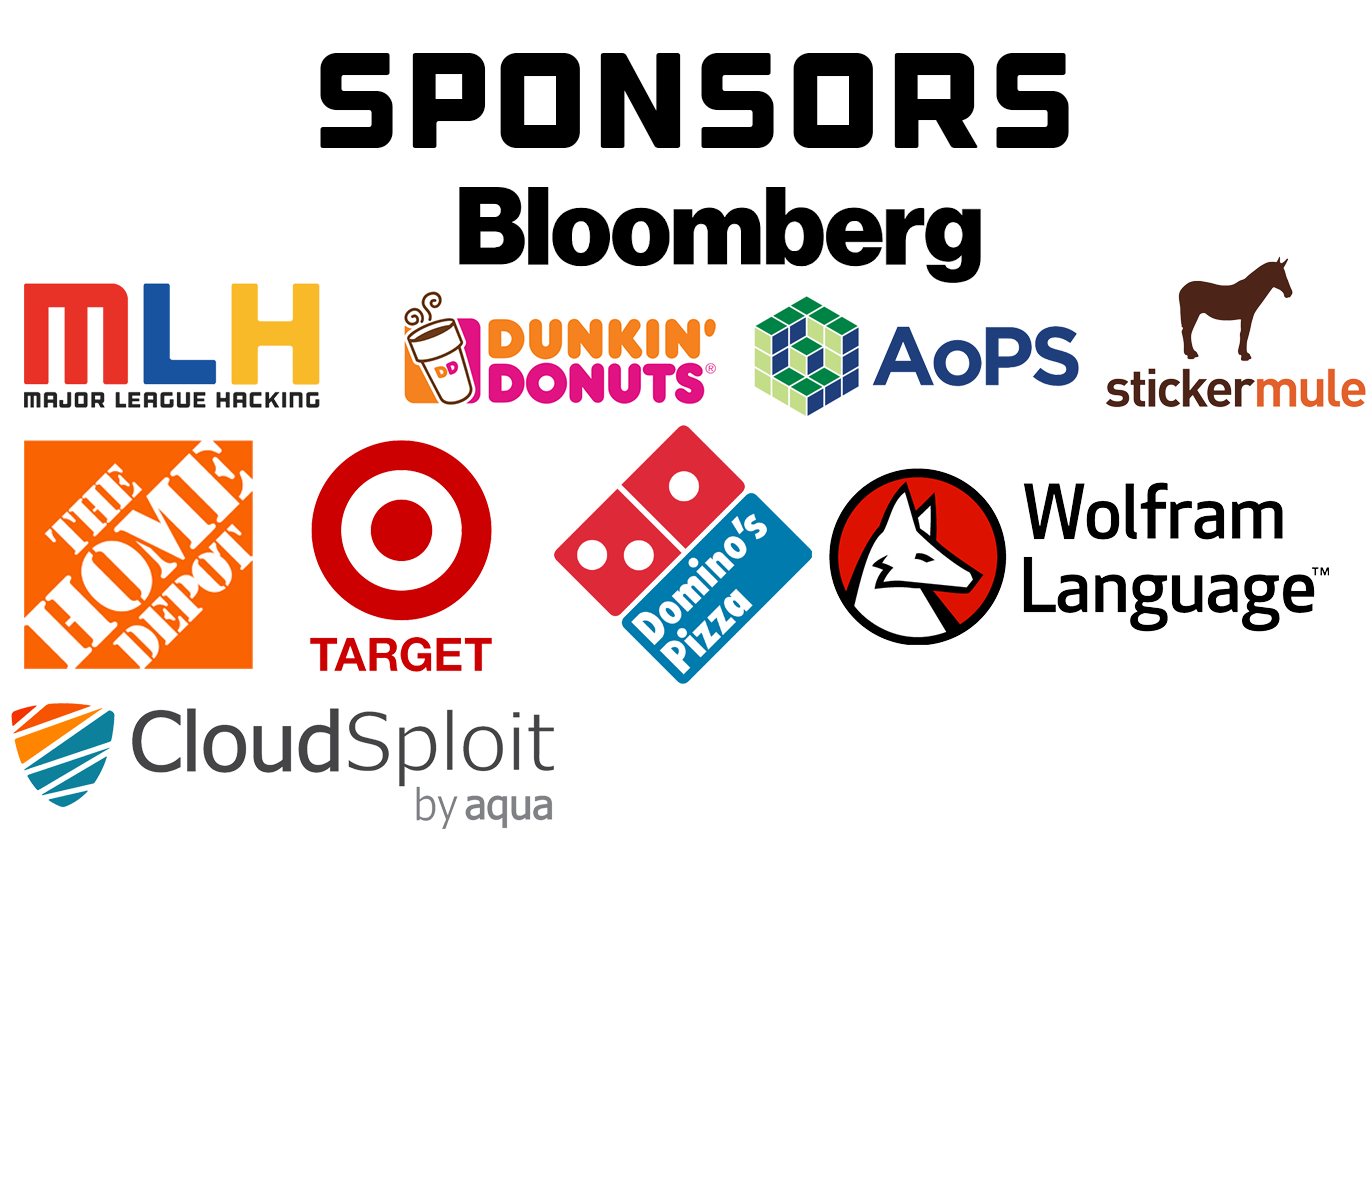 SPONSORS
Bloomberg
MLH
MAJOR LEAGUE HACKING
DD
DUNKIN'
DONUTS®
AoPS
stickermule
THE
HOME
DEPOT
TARGET
Domino's
Pizza
Wolfram
Language™
CloudSploit
by aqua